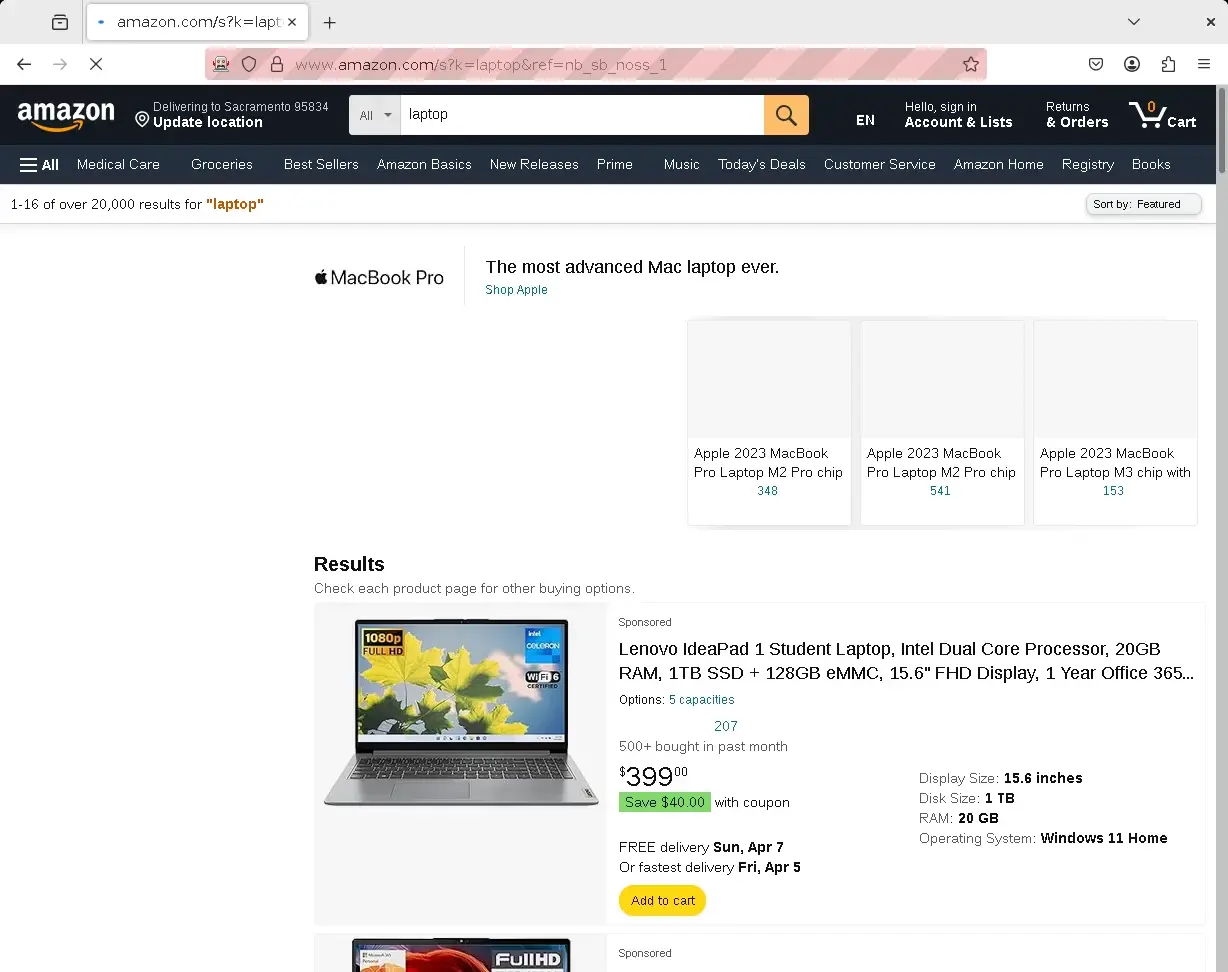 amazon.com/s?k=lapt
www.amazon.com/s?k=laptop&ref=nb_sb_noss_1
amazon
Delivering to Sacramento 95834
Update location
All
laptop
EN
Hello, sign in
Account & Lists
Returns
& Orders
0
Cart
All
Medical Care
Groceries
Best Sellers
Amazon Basics
New Releases
Prime
Music
Today's Deals
Customer Service
Amazon Home
Registry
Books
1-16 of over 20,000 results for "laptop"
Sort by: Featured
MacBook Pro
The most advanced Mac laptop ever.
Shop Apple
Apple 2023 MacBook
Pro Laptop M2 Pro chip
348
Apple 2023 MacBook
Pro Laptop M2 Pro chip
541
Apple 2023 MacBook
Pro Laptop M3 chip with
153
Results
Check each product page for other buying options.
1080p
FULL HD
intel
CELERON
Wi Fi 6
CERTIFIED
Lenovo
Sponsored
Lenovo IdeaPad 1 Student Laptop, Intel Dual Core Processor, 20GB
RAM, 1TB SSD + 128GB eMMC, 15.6" FHD Display, 1 Year Office 365...
Options: 5 capacities
207
500+ bought in past month
$39900
Save $40.00 with coupon
FREE delivery Sun, Apr 7
Or fastest delivery Fri, Apr 5
Add to cart
Display Size: 15.6 inches
Disk Size: 1 TB
RAM: 20 GB
Operating System: Windows 11 Home
FullHD
Sponsored